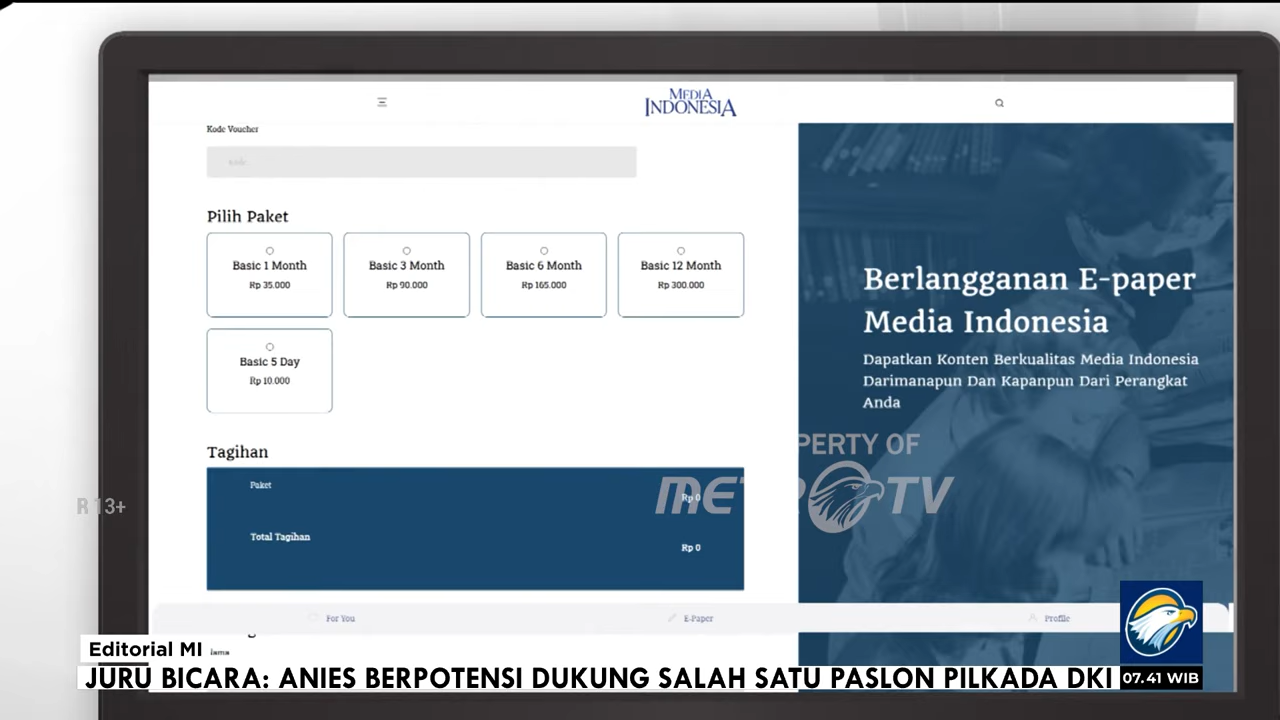 MEDIA
INDONESIA
Kode Voucher
Kode
Pilih Paket
Basic 1 Month
Rp 35.000
Basic 3 Month
Rp 90.000
Basic 6 Month
Rp 165.000
Basic 12 Month
Rp 300.000
Basic 5 Day
Rp 10.000
Tagihan
Paket
Rp 0
Total Tagihan
Rp 0
Berlangganan E-paper
Media Indonesia
Dapatkan Konten Berkualitas Media Indonesia
Darimanapun Dan Kapanpun Dari Perangkat
Anda
PERTY OF
METR TV
R 13+
For You
E-Paper
Profile
Editorial MI
JURU BICARA: ANIES BERPOTENSI DUKUNG SALAH SATU PASLON PILKADA DKI
07.41 WIB